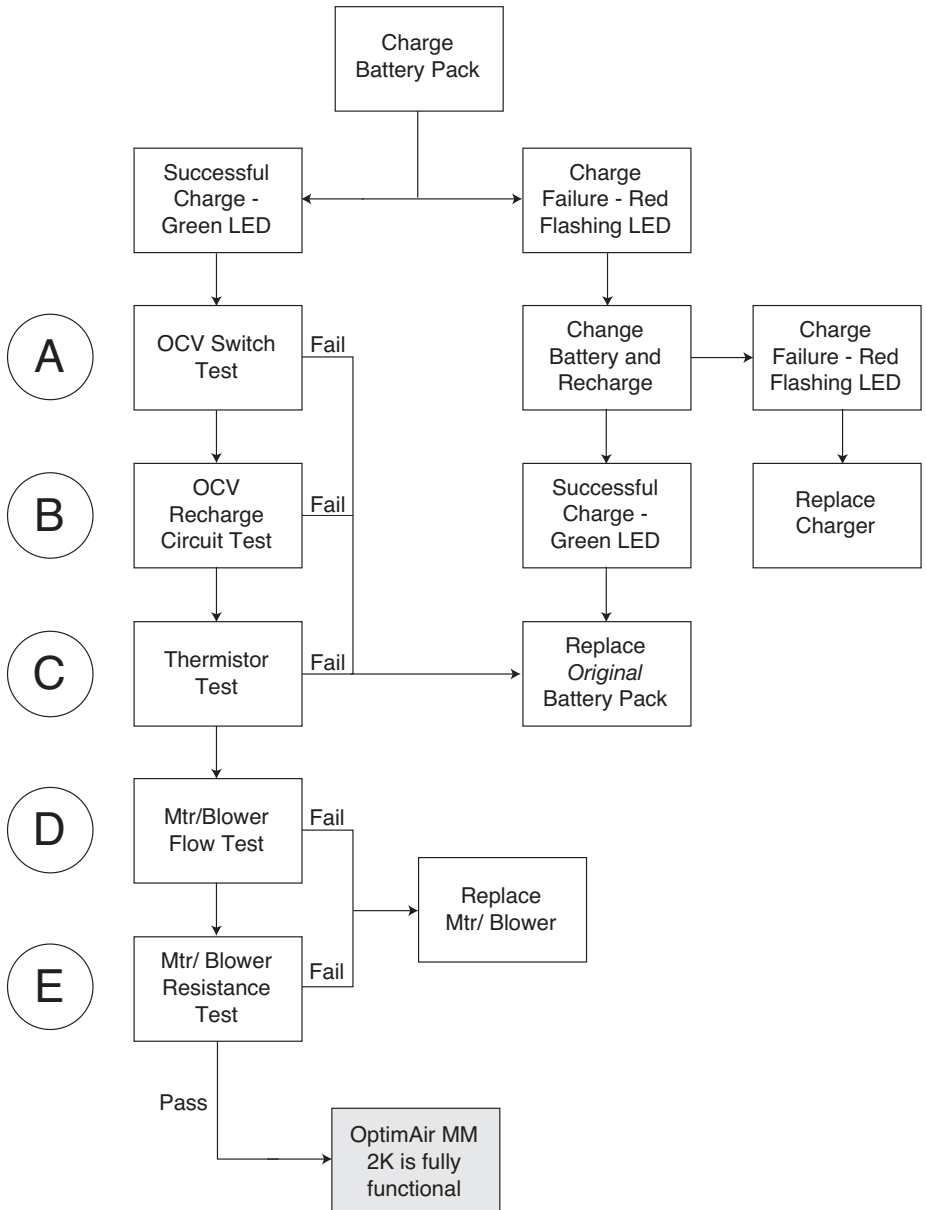 Charge
Battery Pack
Successful
Charge -
Green LED
Charge
Failure - Red
Flashing LED
A
OCV Switch
Test
Fail
Change
Battery and
Recharge
Charge
Failure - Red
Flashing LED
B
OCV
Recharge
Circuit Test
Fail
Successful
Charge -
Green LED
Replace
Charger
C
Thermistor
Test
Fail
Replace
Original
Battery Pack
D
Mtr/Blower
Flow Test
Fail
Replace
Mtr/ Blower
E
Mtr/ Blower
Resistance
Test
Fail
Pass
OptimAir MM
2K is fully
functional